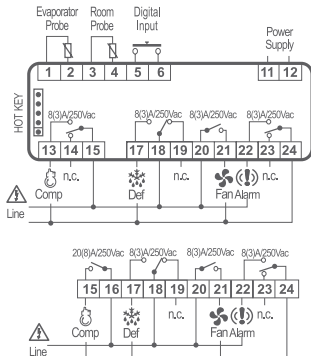 Evaporator Room Digital
Probe Probe Input
Power
Supply
1 2 3 4 5 6 11 12
HOT KEY
8(3)A/250Vac 8(3)A/250Vac 8(3)A/250Vac 8(3)A/250Vac
13 14 15 17 18 19 20 21 22 23 24
n.c. n.c. n.c.
Comp Def Fan Alarm
Line
20(8)A/250Vac 8(3)A/250Vac 8(3)A/250Vac 8(3)A/250Vac
15 16 17 18 19 20 21 22 23 24
n.c. n.c.
Comp Def Fan Alarm
Line